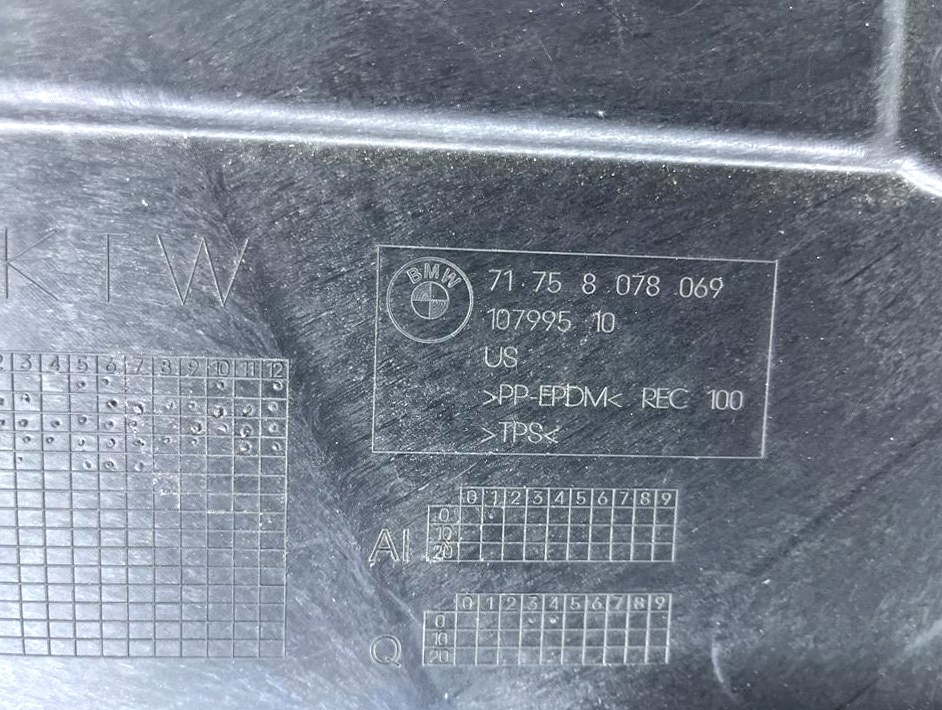 KTW
BMW
71.75 8 078 069
107995 10
US
>PP-EPDM< REC 100
>TPS<
2 3 4 5 6 7 8 9 10 11 12
0 1 2 3 4 5 6 7 8 9
0
10
20
AI
0 1 2 3 4 5 6 7 8 9
0
10
20
Q